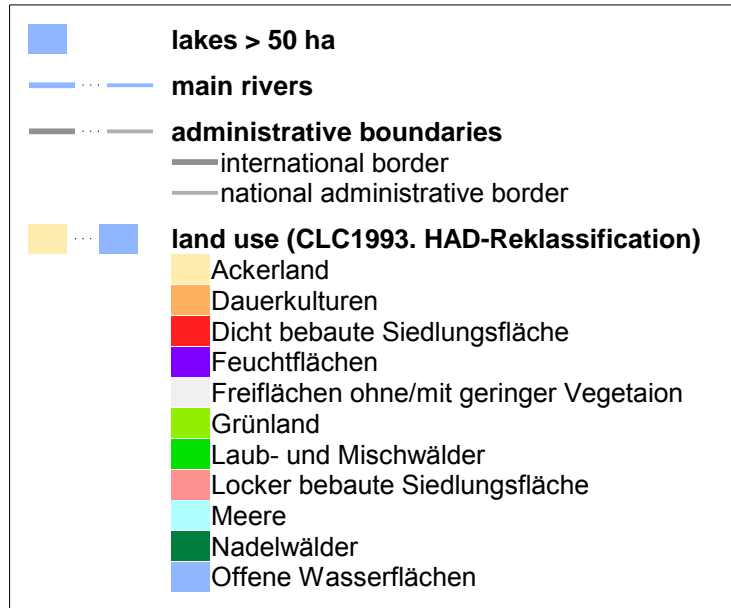 lakes > 50 ha
main rivers
administrative boundaries
international border
national administrative border
land use (CLC1993. HAD-Reklassification)
Ackerland
Dauerkulturen
Dicht bebaute Siedlungsfläche
Feuchtflächen
Freiflächen ohne/mit geringer Vegetaion
Grünland
Laub- und Mischwälder
Locker bebaute Siedlungsfläche
Meere
Nadelwälder
Offene Wasserflächen